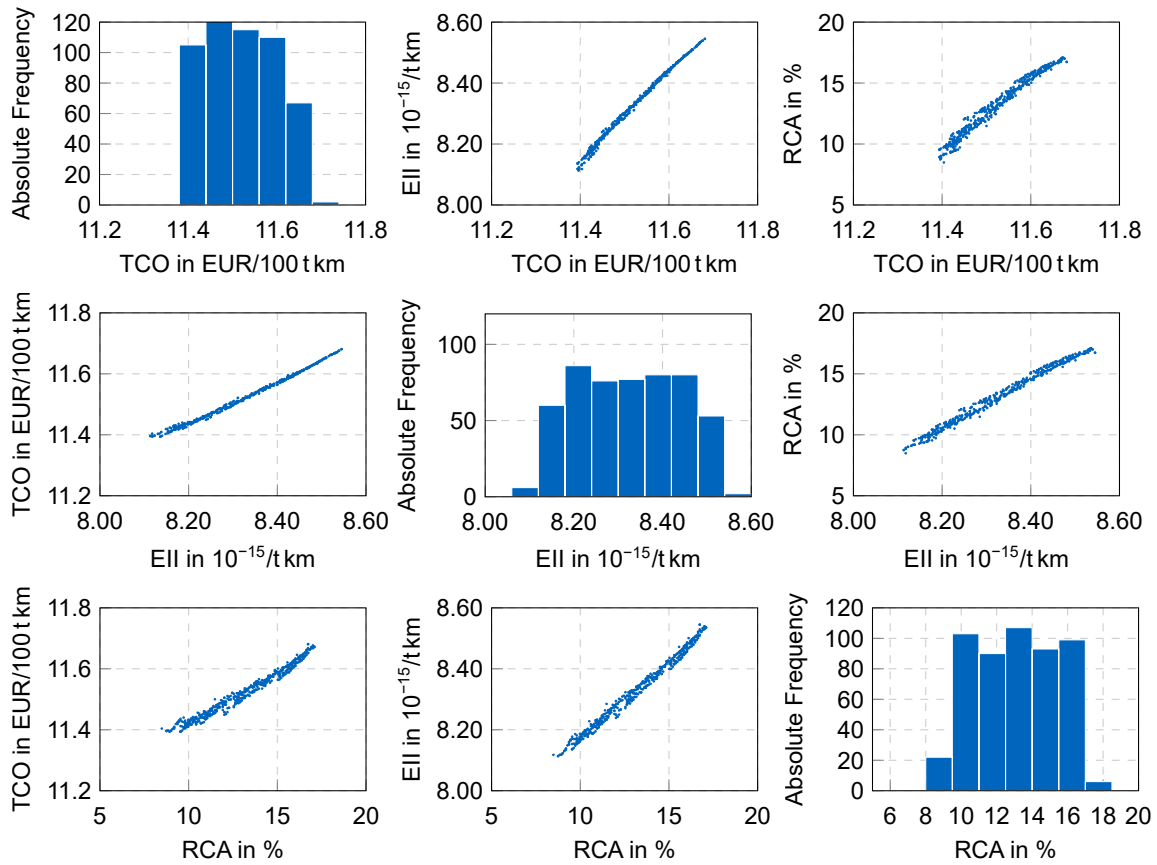 Absolute Frequency
120
100
80
60
40
20
0
11.2 11.4 11.6 11.8
TCO in EUR/100 t km
EII in 10⁻¹⁵/t km
8.60
8.40
8.20
8.00
11.2 11.4 11.6 11.8
TCO in EUR/100 t km
RCA in %
20
15
10
5
11.2 11.4 11.6 11.8
TCO in EUR/100 t km
TCO in EUR/100 t km
11.8
11.6
11.4
11.2
8.00 8.20 8.40 8.60
EII in 10⁻¹⁵/t km
Absolute Frequency
100
50
0
8.00 8.20 8.40 8.60
EII in 10⁻¹⁵/t km
RCA in %
20
15
10
5
8.00 8.20 8.40 8.60
EII in 10⁻¹⁵/t km
TCO in EUR/100 t km
11.8
11.6
11.4
11.2
5 10 15 20
RCA in %
EII in 10⁻¹⁵/t km
8.60
8.40
8.20
8.00
5 10 15 20
RCA in %
Absolute Frequency
120
100
80
60
40
20
0
5 6 8 10 12 14 16 18 20
RCA in %